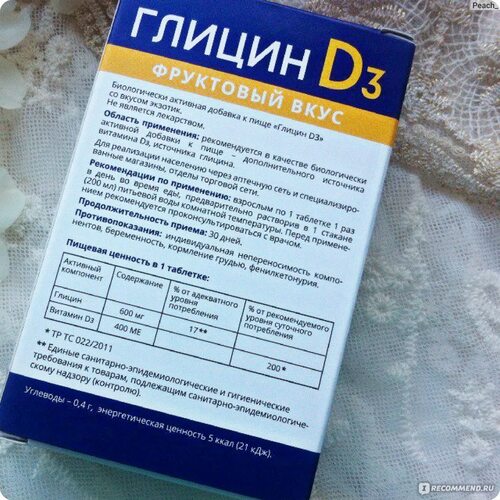 Peach_
ГЛИЦИН D3
ФРУКТОВЫЙ ВКУС
Биологически активная добавка к пище «Глицин D3»
со вкусом экзотик.
Не является лекарством.
Область применения: рекомендуется в качестве биологически
активной добавки к пище – дополнительного источника
витамина D3, источника глицина.
Для реализации населению через аптечную сеть и специализиро-
ванные магазины, отделы торговой сети.
Рекомендации по применению: взрослым по 1 таблетке 1 раз
в день во время еды, предварительно растворив в 1 стакане
(200 мл) питьевой воды комнатной температуры. Перед примене-
нием рекомендуется проконсультироваться с врачом.
Продолжительность приема: 30 дней.
Противопоказания: индивидуальная непереносимость компо-
нентов, беременность, кормление грудью, фенилкетонурия.
Пищевая ценность в 1 таблетке:
Активный компонент Содержание % от адекватного уровня потребления % от рекомендуемого уровня суточного потребления
Глицин 600 мг 17**
Витамин D3 400 МЕ 200*
* ТР ТС 022/2011
** Единые санитарно-эпидемиологические и гигиенические
требования к товарам, подлежащим санитарно-эпидемиологиче-
скому надзору (контролю).
Углеводы – 0,4 г, энергетическая ценность 5 ккал (21 кДж).
IRECOMMEND.RU